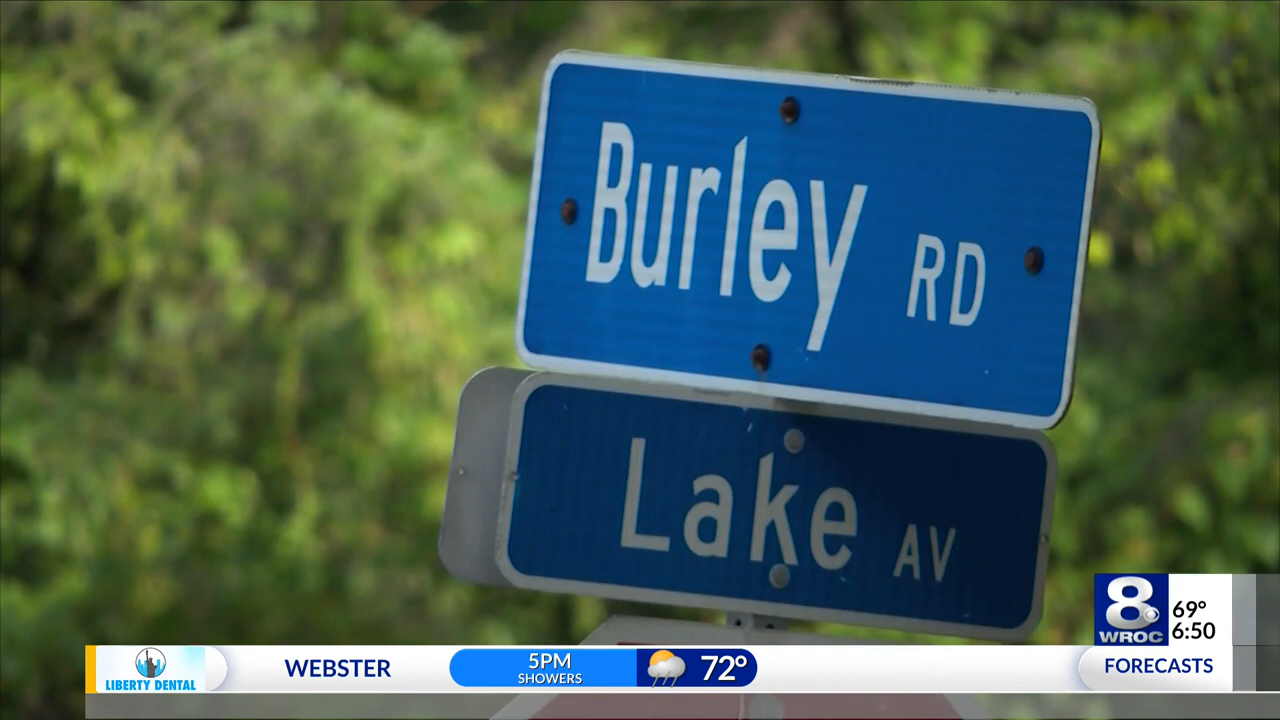 Burley RD
Lake AV
8
WROC
69°
6:50
LIBERTY DENTAL
WEBSTER
5PM
SHOWERS
72°
FORECASTS